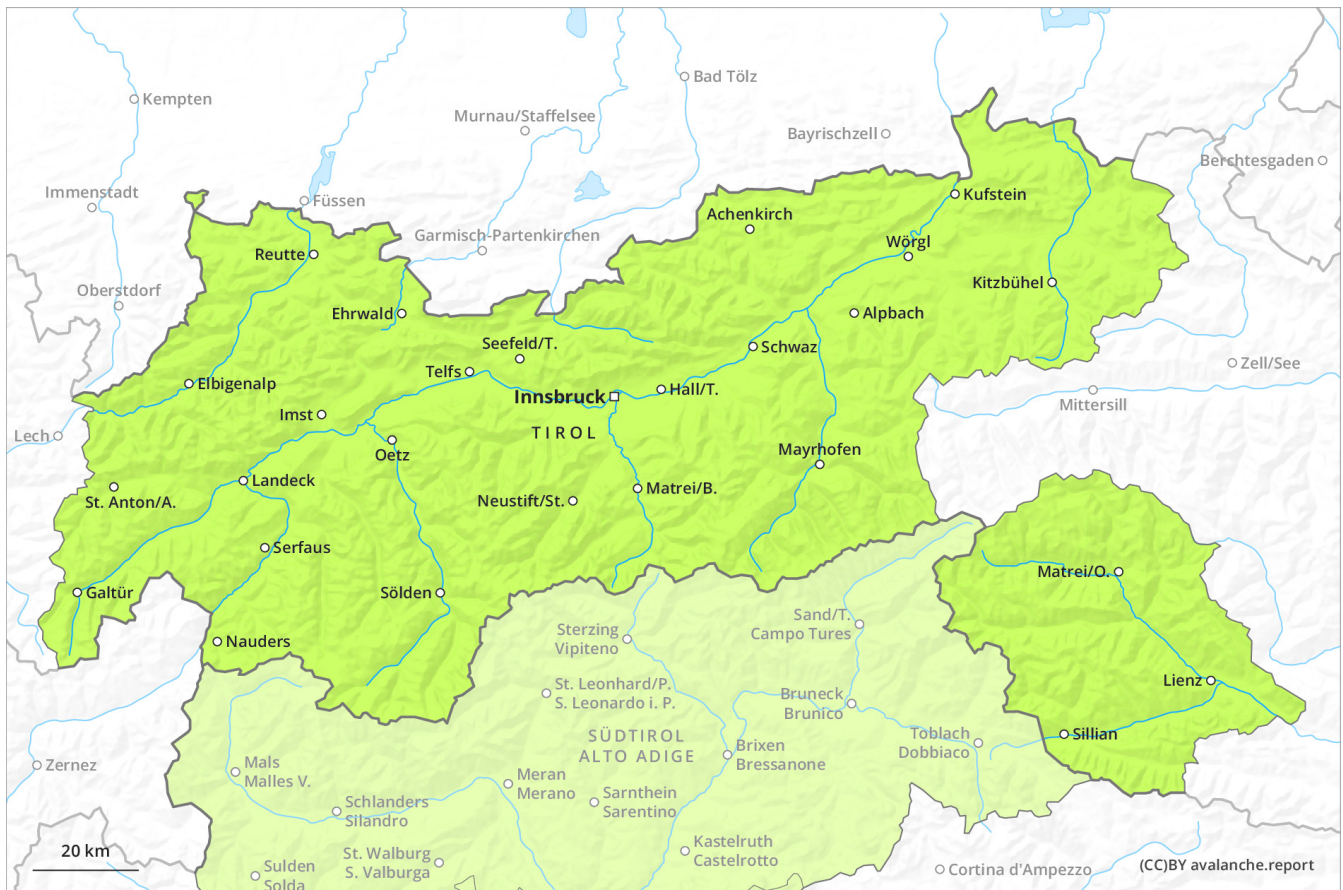 Bad Tölz
Kempten
Murnau/Staffelsee
Bayrischzell
Berchtesgaden
Immenstadt
Füssen
Kufstein
Achenkirch
Garmisch-Partenkirchen
Wörgl
Reutte
Kitzbühel
Oberstdorf
Ehrwald
Alpbach
Seefeld/T.
Schwaz
Zell/See
Telfs
Elbigenalp
Hall/T.
Innsbruck
Mittersill
Imst
TIROL
Lech
Oetz
Mayrhofen
Landeck
Matrei/B.
St. Anton/A.
Neustift/St.
Serfaus
Matrei/O.
Galtür
Sölden
Sand/T.
Campo Tures
Sterzing
Vipiteno
Nauders
Lienz
St. Leonhard/P.
S. Leonardo i. P.
Bruneck
Brunico
Sillian
SÜDTIROL
ALTO ADIGE
Toblach
Dobbiaco
Brixen
Bressanone
Zernez
Mals
Malles V.
Meran
Merano
Sarnthein
Sarentino
Schlanders
Silandro
Kastelruth
Castelrotto
20 km
St. Walburg
S. Valburga
Sulden
Solda
Cortina d'Ampezzo
(CC)BY avalanche.report